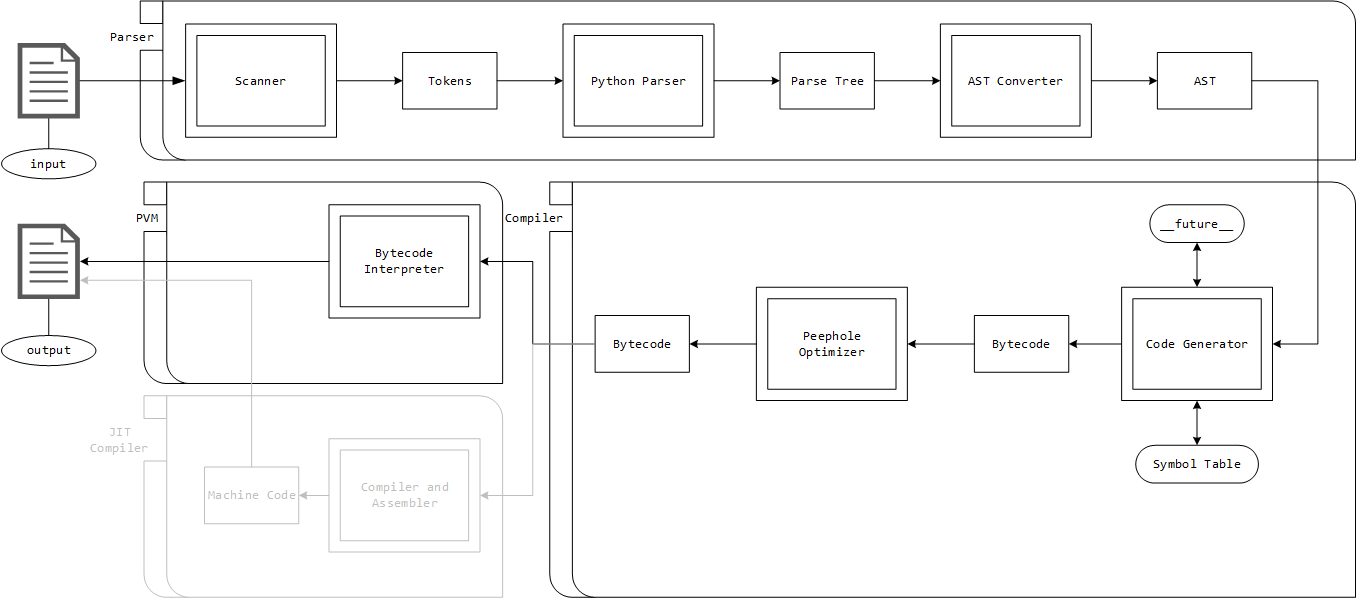 Parser
Scanner
Tokens
Python Parser
Parse Tree
AST Converter
AST
input
PVM
Bytecode
Interpreter
Compiler
__future__
output
Bytecode
Peephole
Optimizer
Bytecode
Code Generator
JIT
Compiler
Machine Code
Compiler and
Assembler
Symbol Table